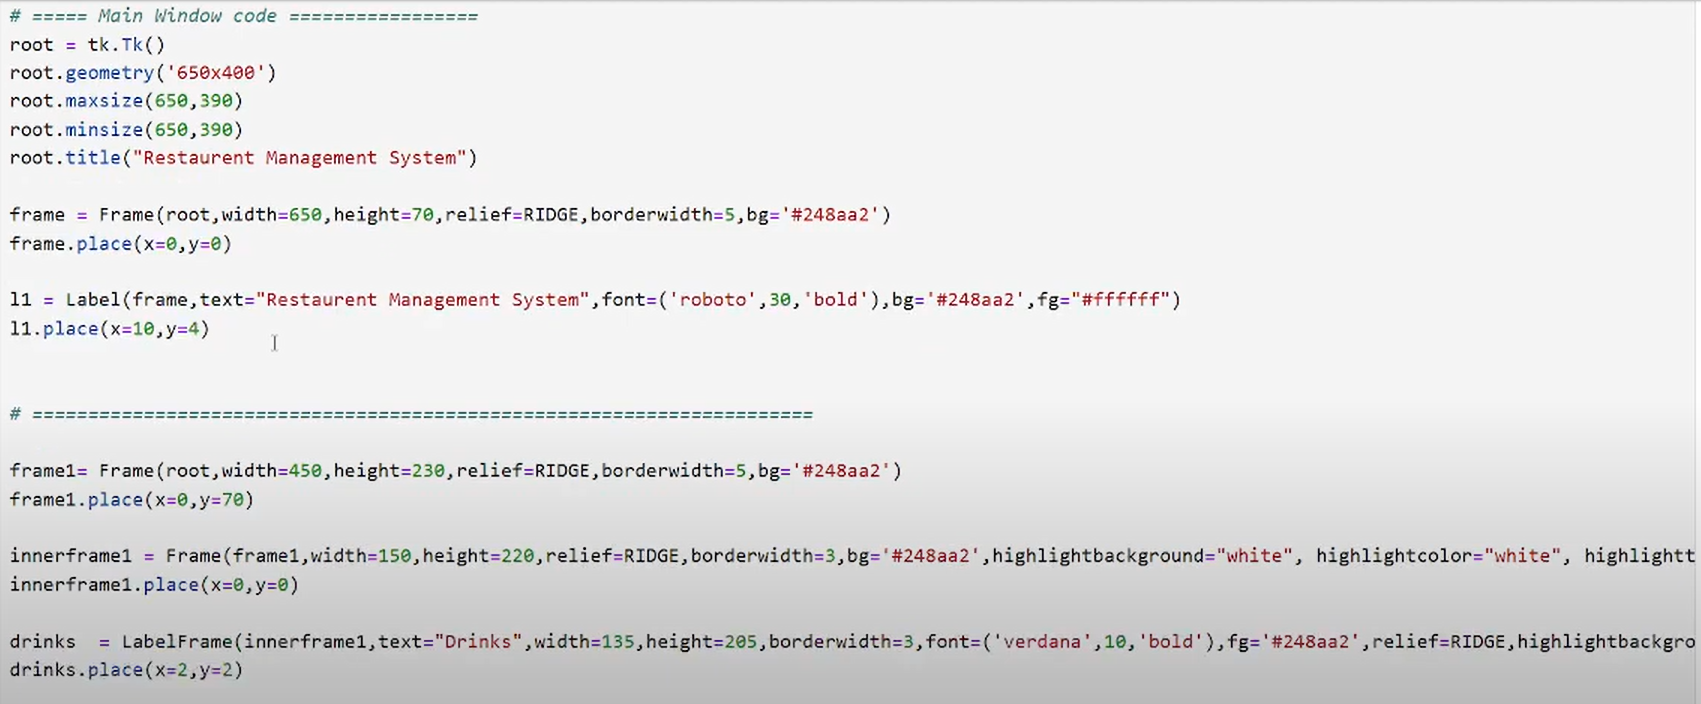 # ===== Main Window code =================
root = tk.Tk()
root.geometry('650x400')
root.maxsize(650,390)
root.minsize(650,390)
root.title("Restaurent Management System")
frame = Frame(root,width=650,height=70,relief=RIDGE,borderwidth=5,bg='#248aa2')
frame.place(x=0,y=0)
l1 = Label(frame,text="Restaurent Management System",font=('roboto',30,'bold'),bg='#248aa2',fg="#ffffff")
l1.place(x=10,y=4)
# ======================================================================
frame1= Frame(root,width=450,height=230,relief=RIDGE,borderwidth=5,bg='#248aa2')
frame1.place(x=0,y=70)
innerframe1 = Frame(frame1,width=150,height=220,relief=RIDGE,borderwidth=3,bg='#248aa2',highlightbackground="white", highlightcolor="white", highlightt
innerframe1.place(x=0,y=0)
drinks  = LabelFrame(innerframe1,text="Drinks",width=135,height=205,borderwidth=3,font=('verdana',10,'bold'),fg='#248aa2',relief=RIDGE,highlightbackgro
drinks.place(x=2,y=2)